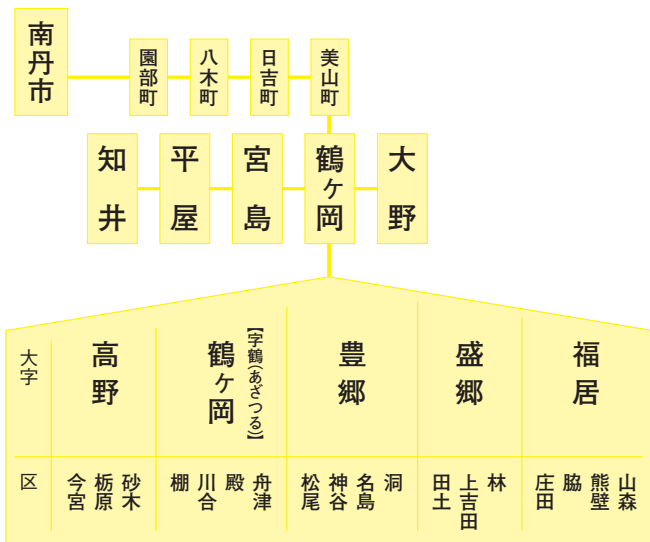 南丹市
園部町
八木町
日吉町
美山町
知井
平屋
宮島
鶴ヶ岡
大野
大字
高野
鶴ヶ岡
【字鶴(あざつる)】
豊郷
盛郷
福居
区
砂木
栃原
今宮
舟津
殿
川合
棚
洞
名島
神谷
松尾
林
上吉田
田土
山森
熊壁
脇
庄田